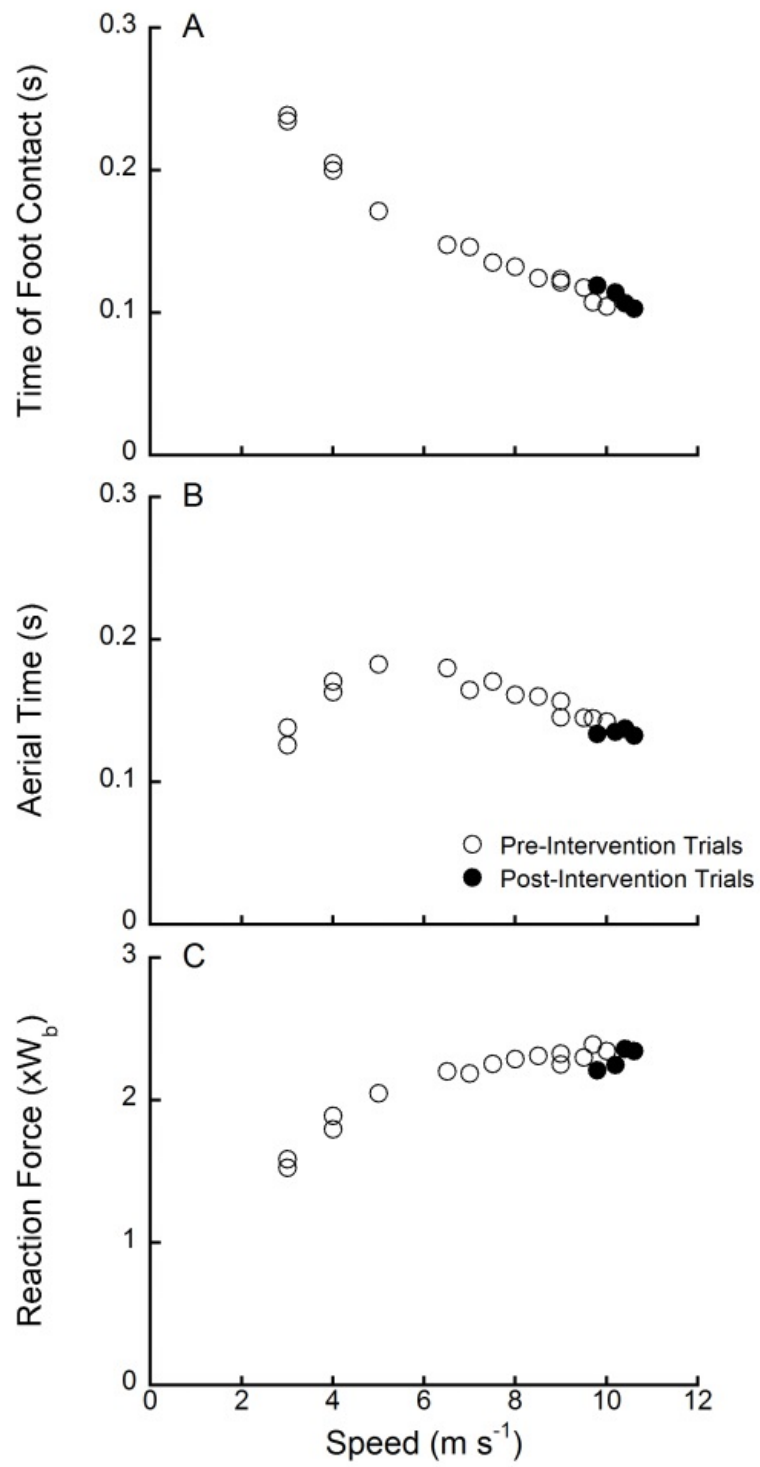 A
0.3
0.2
0.1
0
Time of Foot Contact (s)
B
0.3
0.2
0.1
0
Aerial Time (s)
Pre-Intervention Trials
Post-Intervention Trials
C
3
2
1
0
Reaction Force (xW_b)
0 2 4 6 8 10 12
Speed (m s⁻¹)